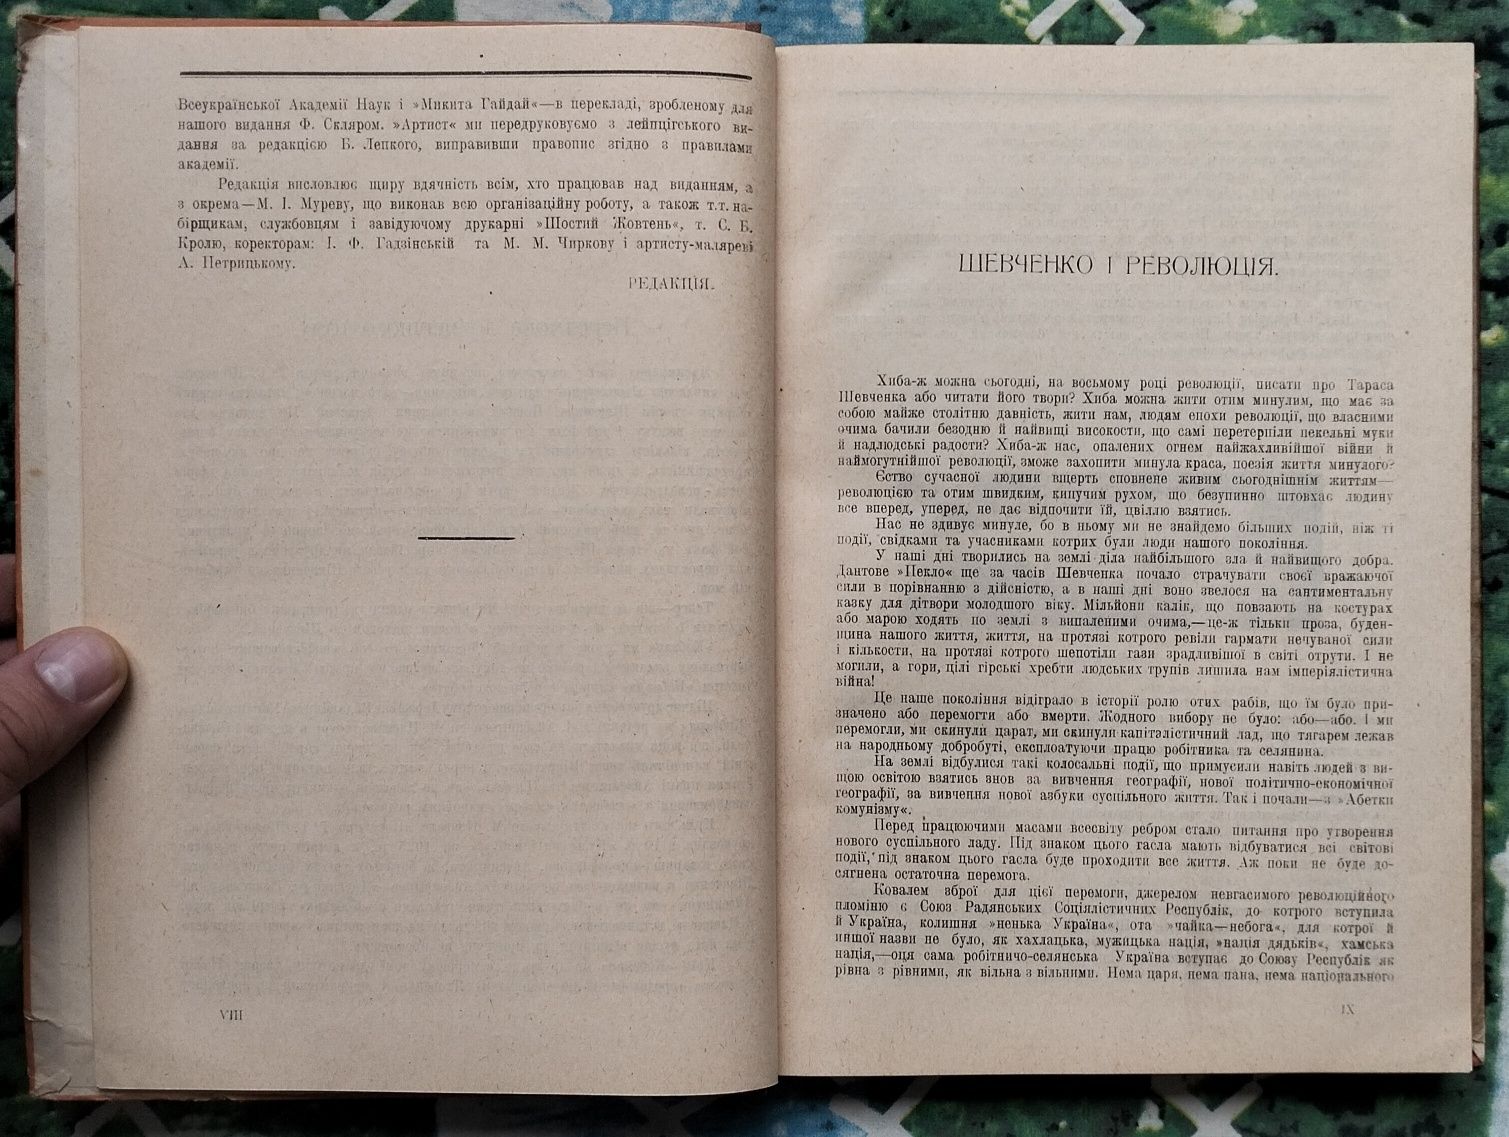 Всеукраїнської Академії Наук і »Микита Гайдай«—в перекладі, зробленому для
нашого видання Ф. Скляром. »Артист« ми передруковуємо з лейпцігського ви-
дання за редакцією Б. Лепкого, виправивши правопис згідно з правилами
академії.
Редакція висловлює щиру вдячність всім, хто працював над виданням, а
з окрема—М. І. Муреву, що виконав всю організаційну роботу, а також т.т. на-
бірщикам, службовцям і завідуючому друкарні »Шостий Жовтень«, т. С. Б.
Кролю, коректорам: І. Ф. Гадзінській та М. М. Чиркову і артисту-маляреві
А. Петрицькому.
РЕДАКЦІЯ.
VIII
ШЕВЧЕНКО І РЕВОЛЮЦІЯ.
Хиба-ж можна сьогодні, на восьмому році революції, писати про Тараса
Шевченка або читати його твори? Хиба можна жити отим минулим, що має за
собою майже столітню давність, жити нам, людям епохи революції, що власними
очима бачили безодню й найвищі високости, що самі перетерпіли пекельні муки
й надлюдські радости? Хиба-ж нас, опалених огнем найжахливійшої війни й
наймогутнійшої революції, зможе захопити минула краса, поезія життя минулого?
Єство сучасної людини вщерть сповнене живим сьогоднішнім життям—
революцією та отим швидким, кипучим рухом, що безупинно штовхає людину
все вперед, уперед, не дає відпочити їй, цвіллю взятись.
Нас не здивує минуле, бо в ньому ми не знайдемо більших подій, ніж ті
події, свідками та учасниками котрих були люди нашого покоління.
У наші дні творились на землі діла найбільшого зла й найвищого добра.
Дантове »Пекло« ще за часів Шевченка почало страчувати своєї вражаючої
сили в порівнанню з дійсністю, а в наші дні воно звелося на сантиментальну
казку для дітвори молодшого віку. Мільйони калік, що повзають на костурах
або марою ходять по землі з випаленими очима,—це-ж тільки проза, буден-
щина нашого життя, життя, на протязі котрого ревіли гармати нечуваної сили
і кількости, на протязі котрого шепотіли гази зрадливішої в світі отрути. І не
могили, а гори, цілі гірські хребти людських трупів лишила нам імперіялістична
війна!
Це наше покоління відіграло в історії ролю отих рабів, що їм було при-
значено або перемогти або вмерти. Жодного вибору не було: або—або. І ми
перемогли, ми скинули царат, ми скинули капіталістичний лад, що тягарем лежав
на народньому добробуті, експлоатуючи працю робітника та селянина.
На землі відбулися такі колосальні події, що примусили навіть людей з ви-
щою освітою взятись знов за вивчення географії, нової політично-економічної
географії, за вивчення нової азбуки суспільного життя. Так і почали—з »Абетки
комунізму«.
Перед працюючими масами всесвіту ребром стало питання про утворення
нового суспільного ладу. Під знаком цього гасла мають відбуватися всі світові
події, під знаком цього гасла буде проходити все життя. Аж поки не буде до-
сягнена остаточна перемога.
Ковалем зброї для цієї перемоги, джерелом невгасимого революційного
пломіню є Союз Радянських Соціялістичних Республік, до котрого вступила
й Україна, колишня »ненька Україна«, ота »чайка—небога«, для котрої й
иншої назви не було, як хахлацька, мужицька нація, »нація дядьків«, хамська
нація,—оця сама робітничо-селянська Україна вступає до Союзу Республік як
рівна з рівними, як вільна з вільними. Нема царя, нема пана, нема національного
IX